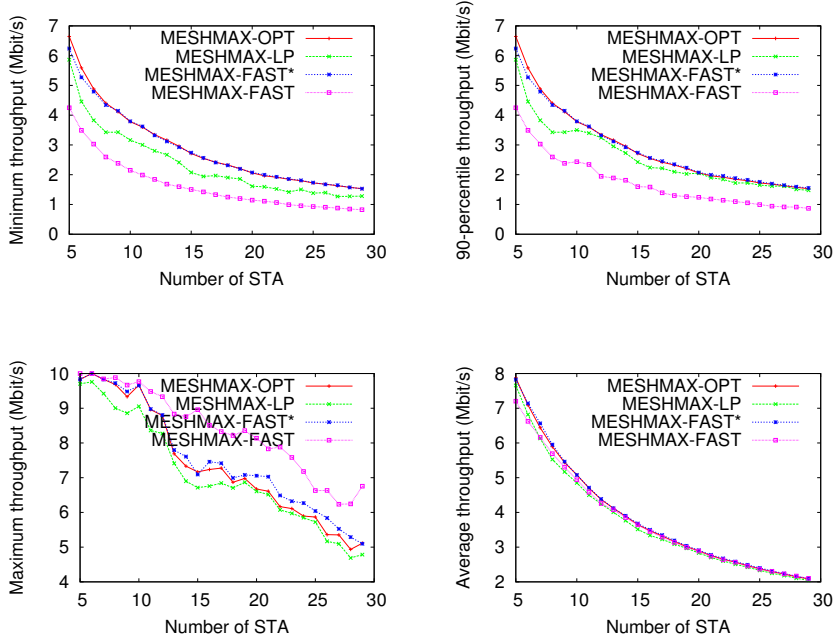 Minimum throughput (Mbit/s)
7
6
5
4
3
2
1
0
5 10 15 20 25 30
Number of STA
MESHMAX-OPT
MESHMAX-LP
MESHMAX-FAST*
MESHMAX-FAST
90-percentile throughput (Mbit/s)
7
6
5
4
3
2
1
0
5 10 15 20 25 30
Number of STA
MESHMAX-OPT
MESHMAX-LP
MESHMAX-FAST*
MESHMAX-FAST
Maximum throughput (Mbit/s)
10
9
8
7
6
5
4
5 10 15 20 25 30
Number of STA
MESHMAX-OPT
MESHMAX-LP
MESHMAX-FAST*
MESHMAX-FAST
Average throughput (Mbit/s)
8
7
6
5
4
3
2
5 10 15 20 25 30
Number of STA
MESHMAX-OPT
MESHMAX-LP
MESHMAX-FAST*
MESHMAX-FAST